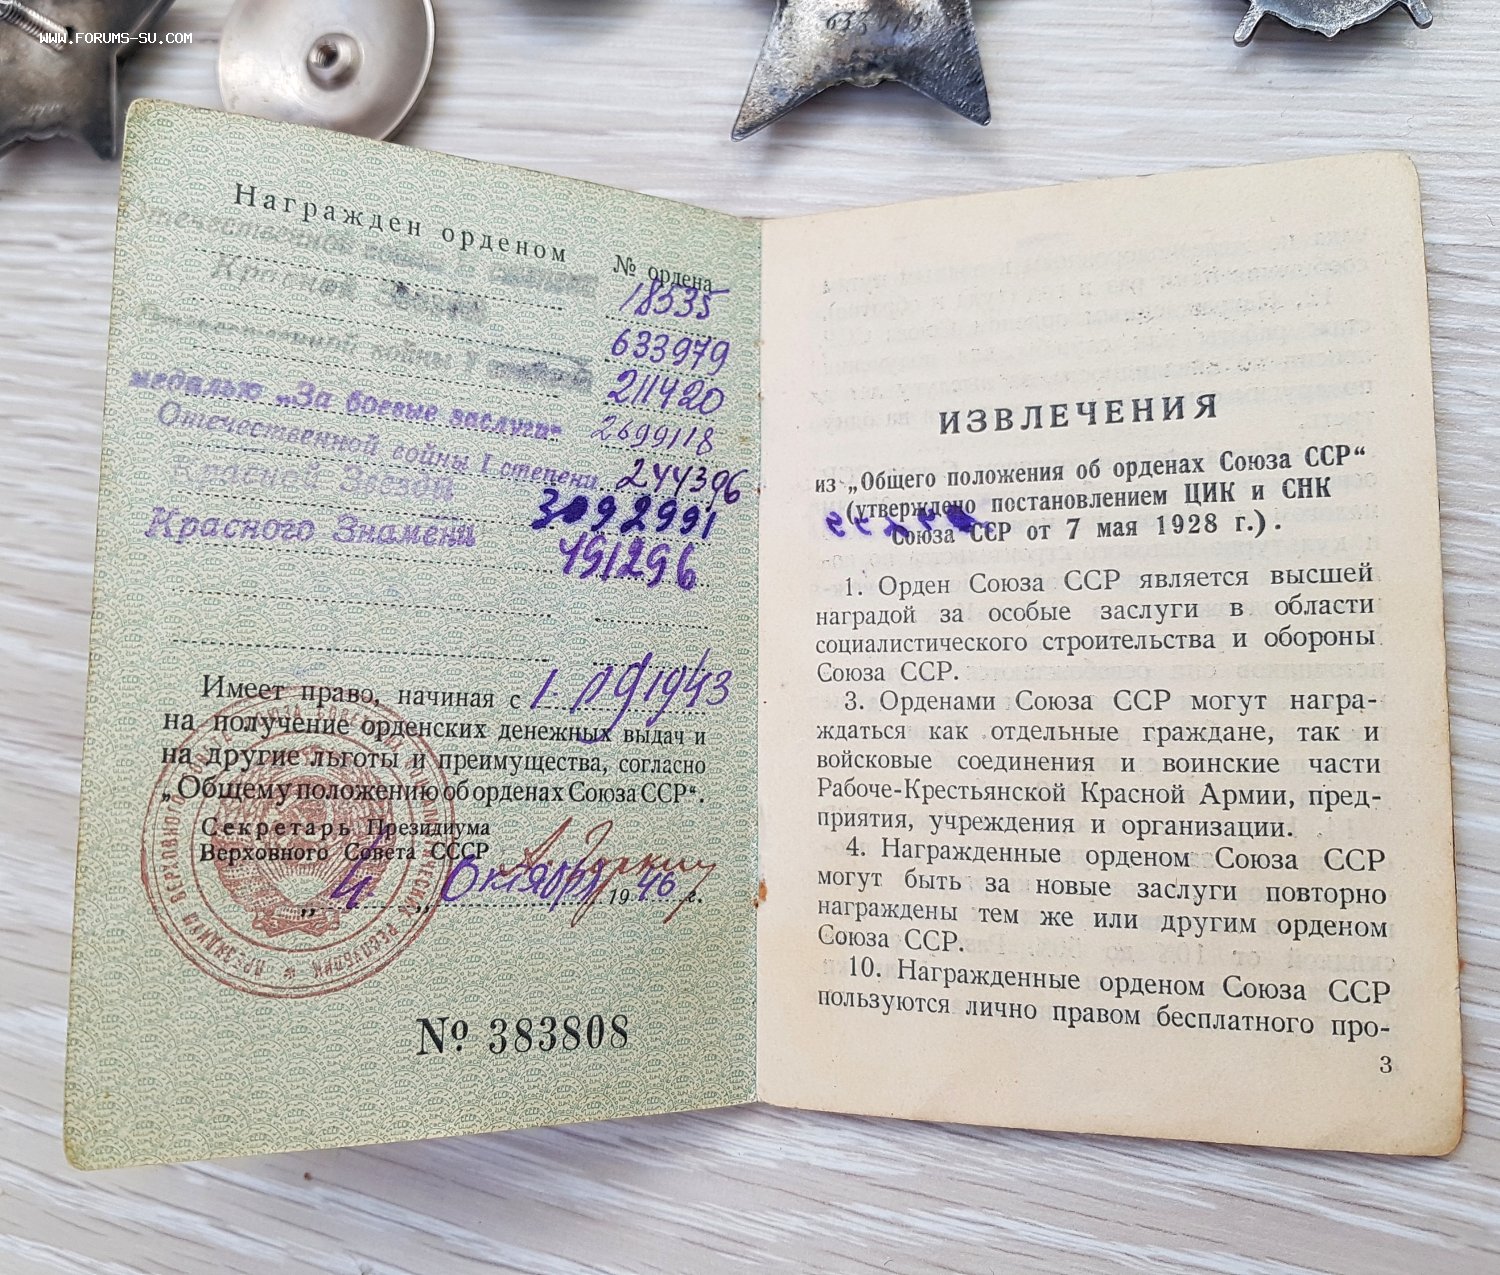 WWW.FORUMS-SU.COM
633979
Награжден орденом
№ ордена
Отечественной войны I степени 18535
Красная Звезда 633979
Отечественной войны I степени 211420
медалью „За боевые заслуги“ 2699118
Отечественной войны I степени 244396
Красной Звезды 3092991
Красного Знамени 491296
Имеет право, начиная с 1. 09 1943
на получение орденских денежных выдач и
на другие льготы и преимущества, согласно
„Общему положению об орденах Союза ССР“.
Секретарь Президиума
Верховного Совета СССР
„4„ Октября 1946 г.
№ 383808
ИЗВЛЕЧЕНИЯ
из „Общего положения об орденах Союза ССР“
(утверждено постановлением ЦИК и СНК
Союза ССР от 7 мая 1928 г.).
1. Орден Союза ССР является высшей
наградой за особые заслуги в области
социалистического строительства и обороны
Союза ССР.
3. Орденами Союза ССР могут награ-
ждаться как отдельные граждане, так и
войсковые соединения и воинские части
Рабоче-Крестьянской Красной Армии, пред-
приятия, учреждения и организации.
4. Награжденные орденом Союза ССР
могут быть за новые заслуги повторно
награждены тем же или другим орденом
Союза ССР.
10. Награжденные орденом Союза ССР
пользуются лично правом бесплатного про-
3